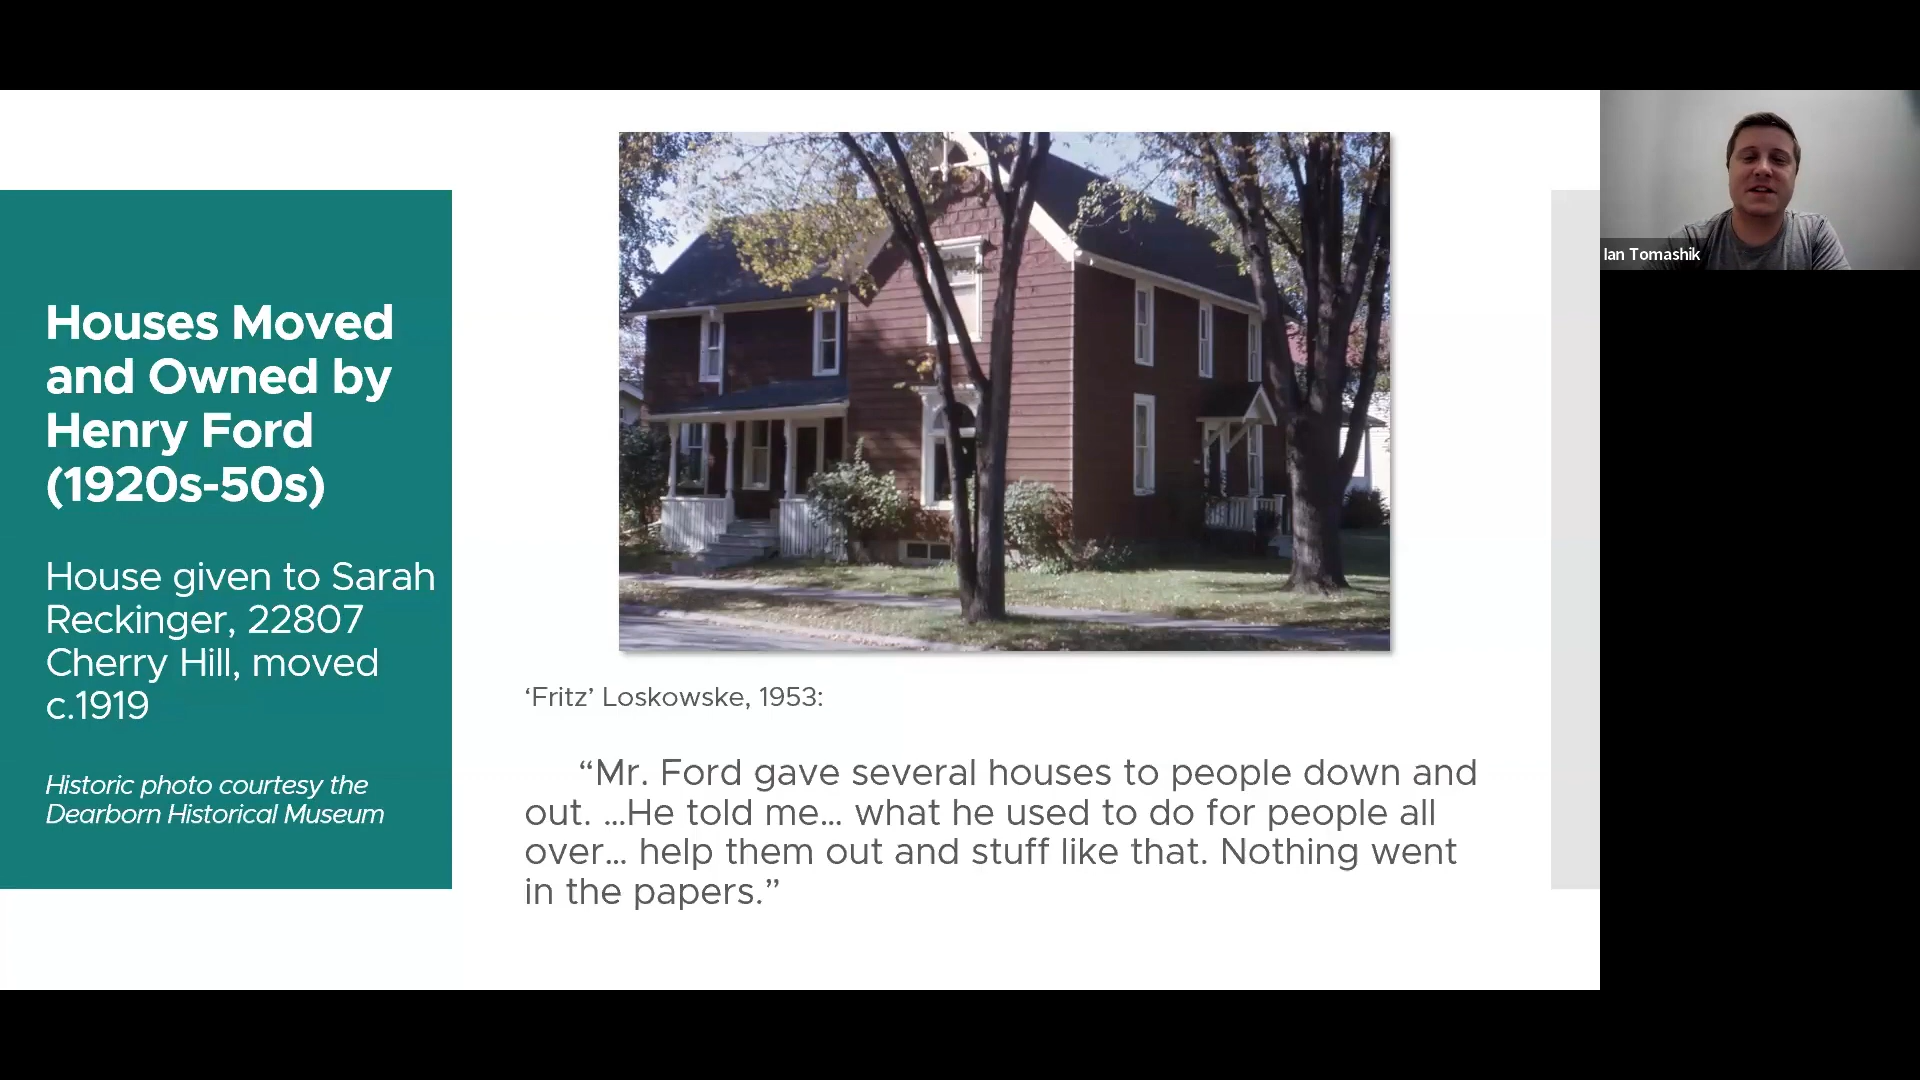 Houses Moved
and Owned by
Henry Ford
(1920s-50s)
House given to Sarah
Reckinger, 22807
Cherry Hill, moved
c.1919
Historic photo courtesy the
Dearborn Historical Museum
‘Fritz’ Loskowske, 1953:
“Mr. Ford gave several houses to people down and
out. ...He told me... what he used to do for people all
over... help them out and stuff like that. Nothing went
in the papers.”
Ian Tomashik